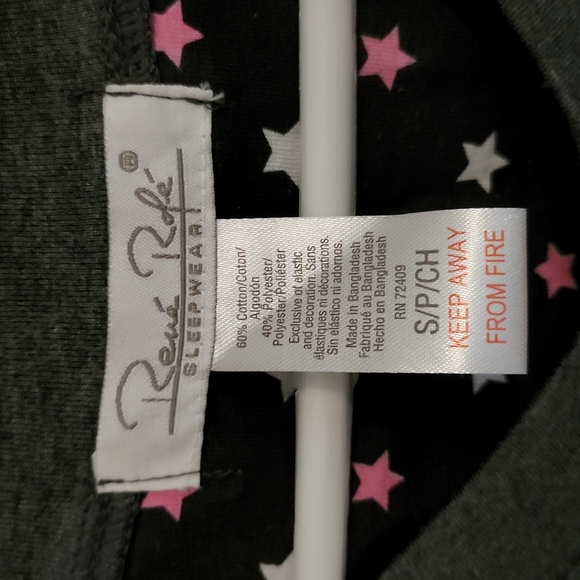 René Rofé
SLEEPWEAR
60% Cotton/Coton/
Algodón
40% Polyester/
Polyester/Poliéster
Exclusive of elastic
and decoration. Sans
élastiques ni décorations.
Sin elástico ni adornos.
Made in Bangladesh
Fabriqué au Bangladesh
Hecho en Bangladesh
RN 72409
S/P/CH
KEEP AWAY
FROM FIRE